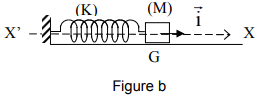 (K) (M) i
X' X
G
Figure b